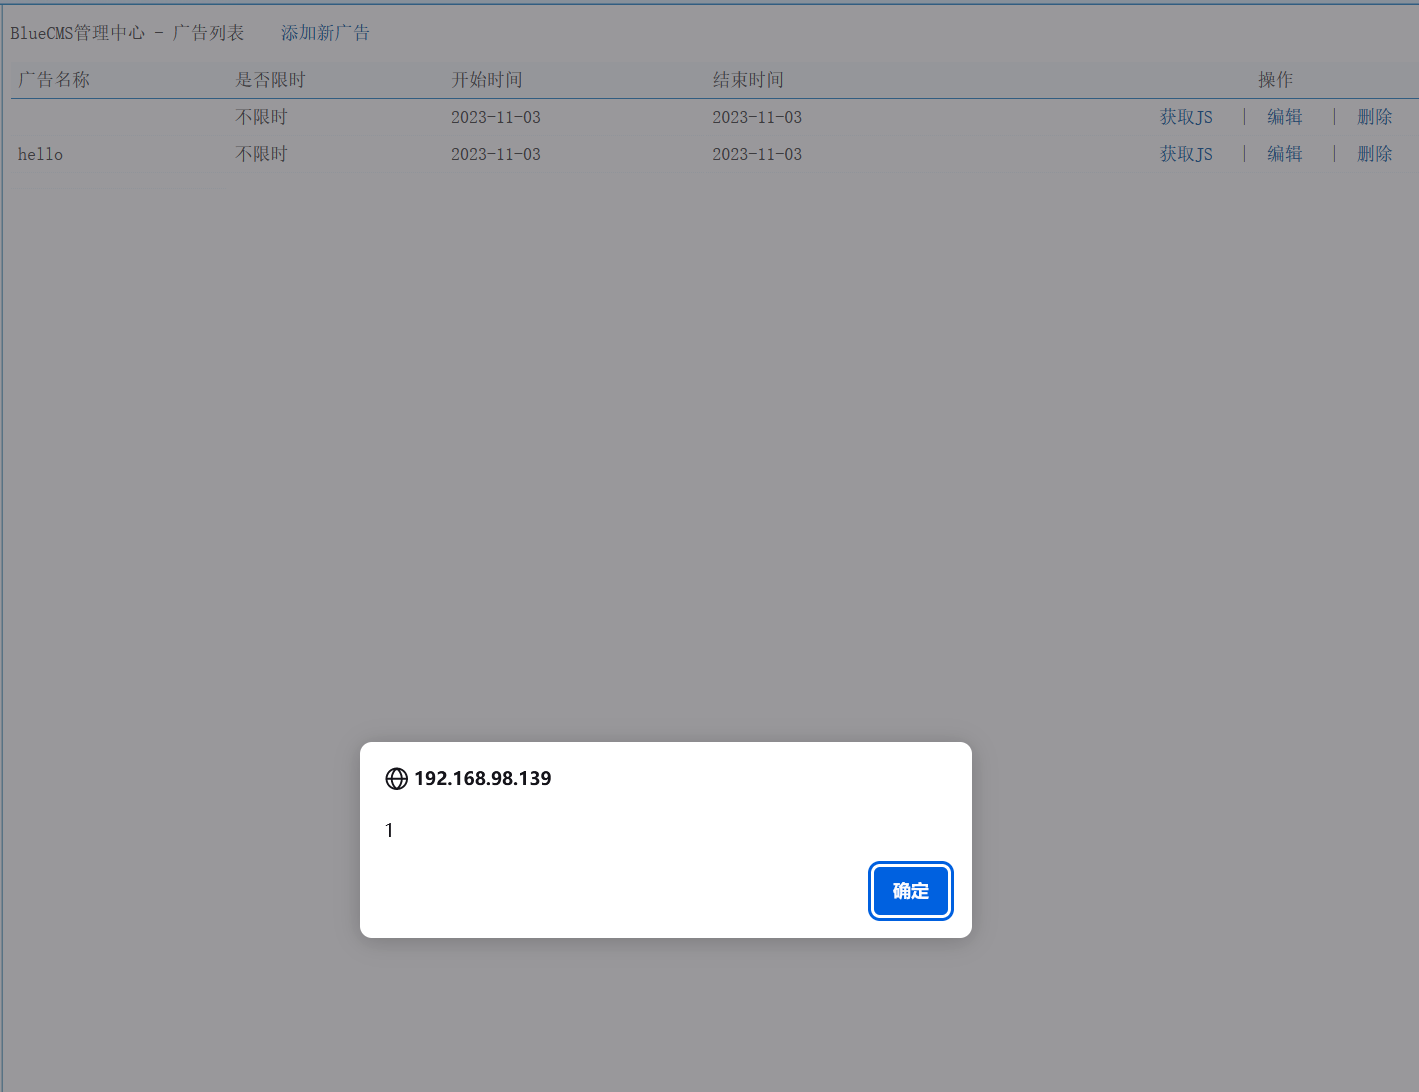 BlueCMS管理中心 - 广告列表 添加新广告
广告名称 是否限时 开始时间 结束时间 操作
不限时 2023-11-03 2023-11-03 获取JS | 编辑 | 删除
hello 不限时 2023-11-03 2023-11-03 获取JS | 编辑 | 删除
192.168.98.139
1
确定